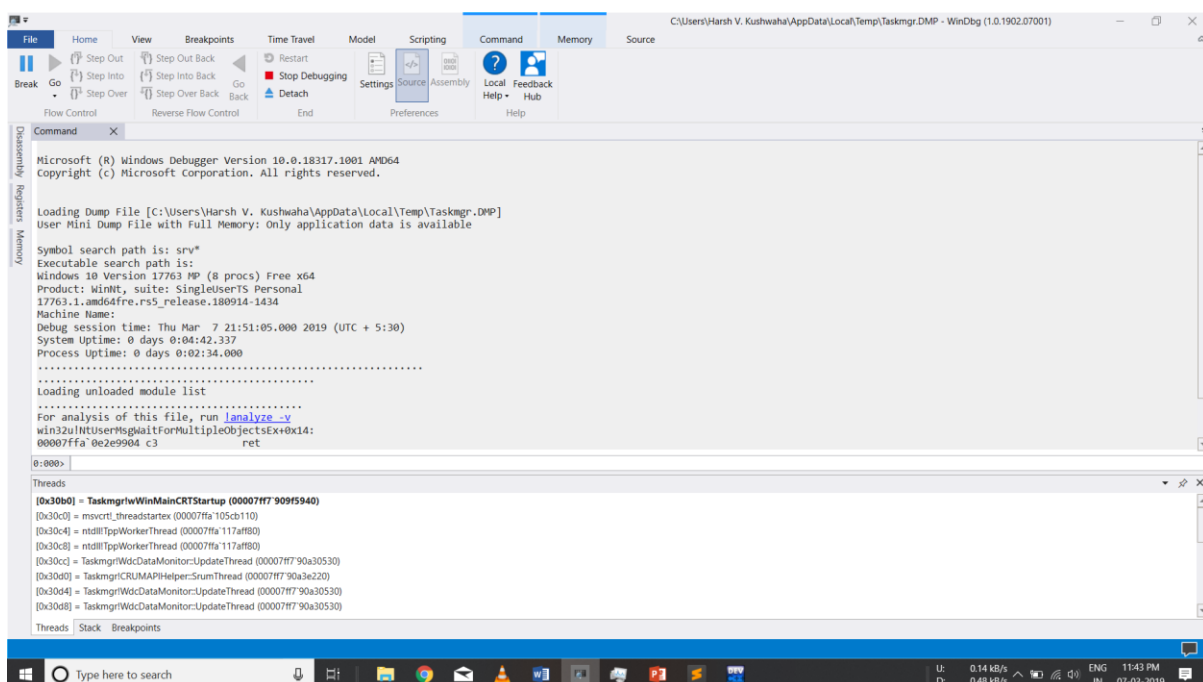 C:\Users\Harsh V. Kushwaha\AppData\Local\Temp\Taskmgr.DMP - WinDbg (1.0.1902.07001)
File Home View Breakpoints Time Travel Model Scripting Command Memory Source
Break
Go
Step Out
Step Into
Step Over
Flow Control
Step Out Back
Step Into Back
Step Over Back
Go Back
Reverse Flow Control
Restart
Stop Debugging
Detach
End
Settings Source Assembly
Preferences
Local Help
Feedback Hub
Help
Disassembly
Registers
Memory
Command
Microsoft (R) Windows Debugger Version 10.0.18317.1001 AMD64
Copyright (c) Microsoft Corporation. All rights reserved.
Loading Dump File [C:\Users\Harsh V. Kushwaha\AppData\Local\Temp\Taskmgr.DMP]
User Mini Dump File with Full Memory: Only application data is available
Symbol search path is: srv*
Executable search path is:
Windows 10 Version 17763 MP (8 procs) Free x64
Product: WinNt, suite: SingleUserTS Personal
17763.1.amd64fre.rs5_release.180914-1434
Machine Name:
Debug session time: Thu Mar  7 21:51:05.000 2019 (UTC + 5:30)
System Uptime: 0 days 0:04:42.337
Process Uptime: 0 days 0:02:34.000
................................................................
...............................................
Loading unloaded module list
............................................
For analysis of this file, run !analyze -v
win32u!NtUserMsgWaitForMultipleObjectsEx+0x14:
00007ffa`0e2e9904 c3              ret
0:000>
Threads
[0x30b0] = Taskmgr!wWinMainCRTStartup (00007ff7`909f5940)
[0x30c0] = msvcrt!_threadstartex (00007ffa`105cb110)
[0x30c4] = ntdll!TppWorkerThread (00007ffa`117aff80)
[0x30c8] = ntdll!TppWorkerThread (00007ffa`117aff80)
[0x30cc] = Taskmgr!WdcDataMonitor::UpdateThread (00007ff7`90a30530)
[0x30d0] = Taskmgr!CRUMAPIHelper::SrumThread (00007ff7`90a3e220)
[0x30d4] = Taskmgr!WdcDataMonitor::UpdateThread (00007ff7`90a30530)
[0x30d8] = Taskmgr!WdcDataMonitor::UpdateThread (00007ff7`90a30530)
Threads Stack Breakpoints
Type here to search
U: 0.14 kB/s
D: 0.48 kB/s
ENG
IN
11:43 PM
07-03-2019